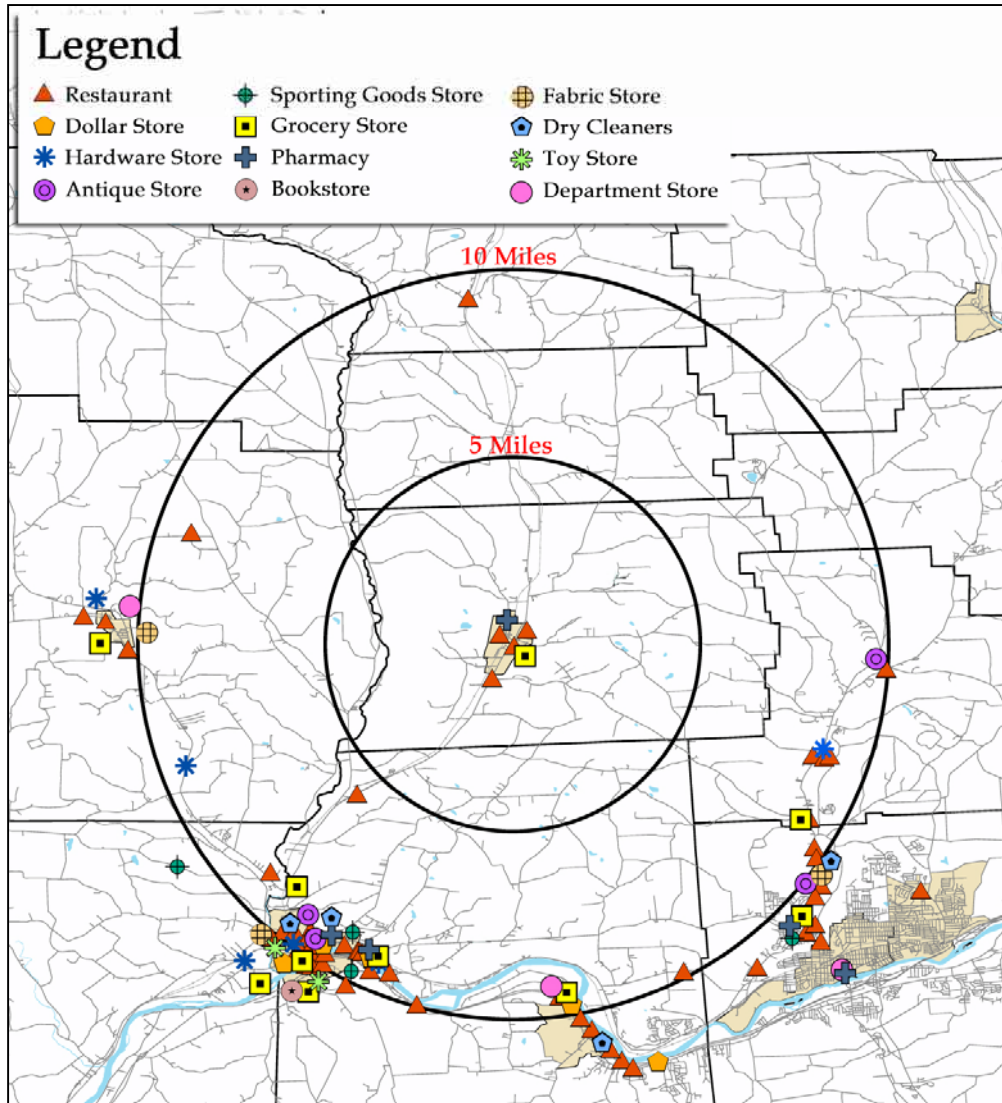 Legend
Restaurant
Dollar Store
Hardware Store
Antique Store
Sporting Goods Store
Grocery Store
Pharmacy
Bookstore
Fabric Store
Dry Cleaners
Toy Store
Department Store
10 Miles
5 Miles